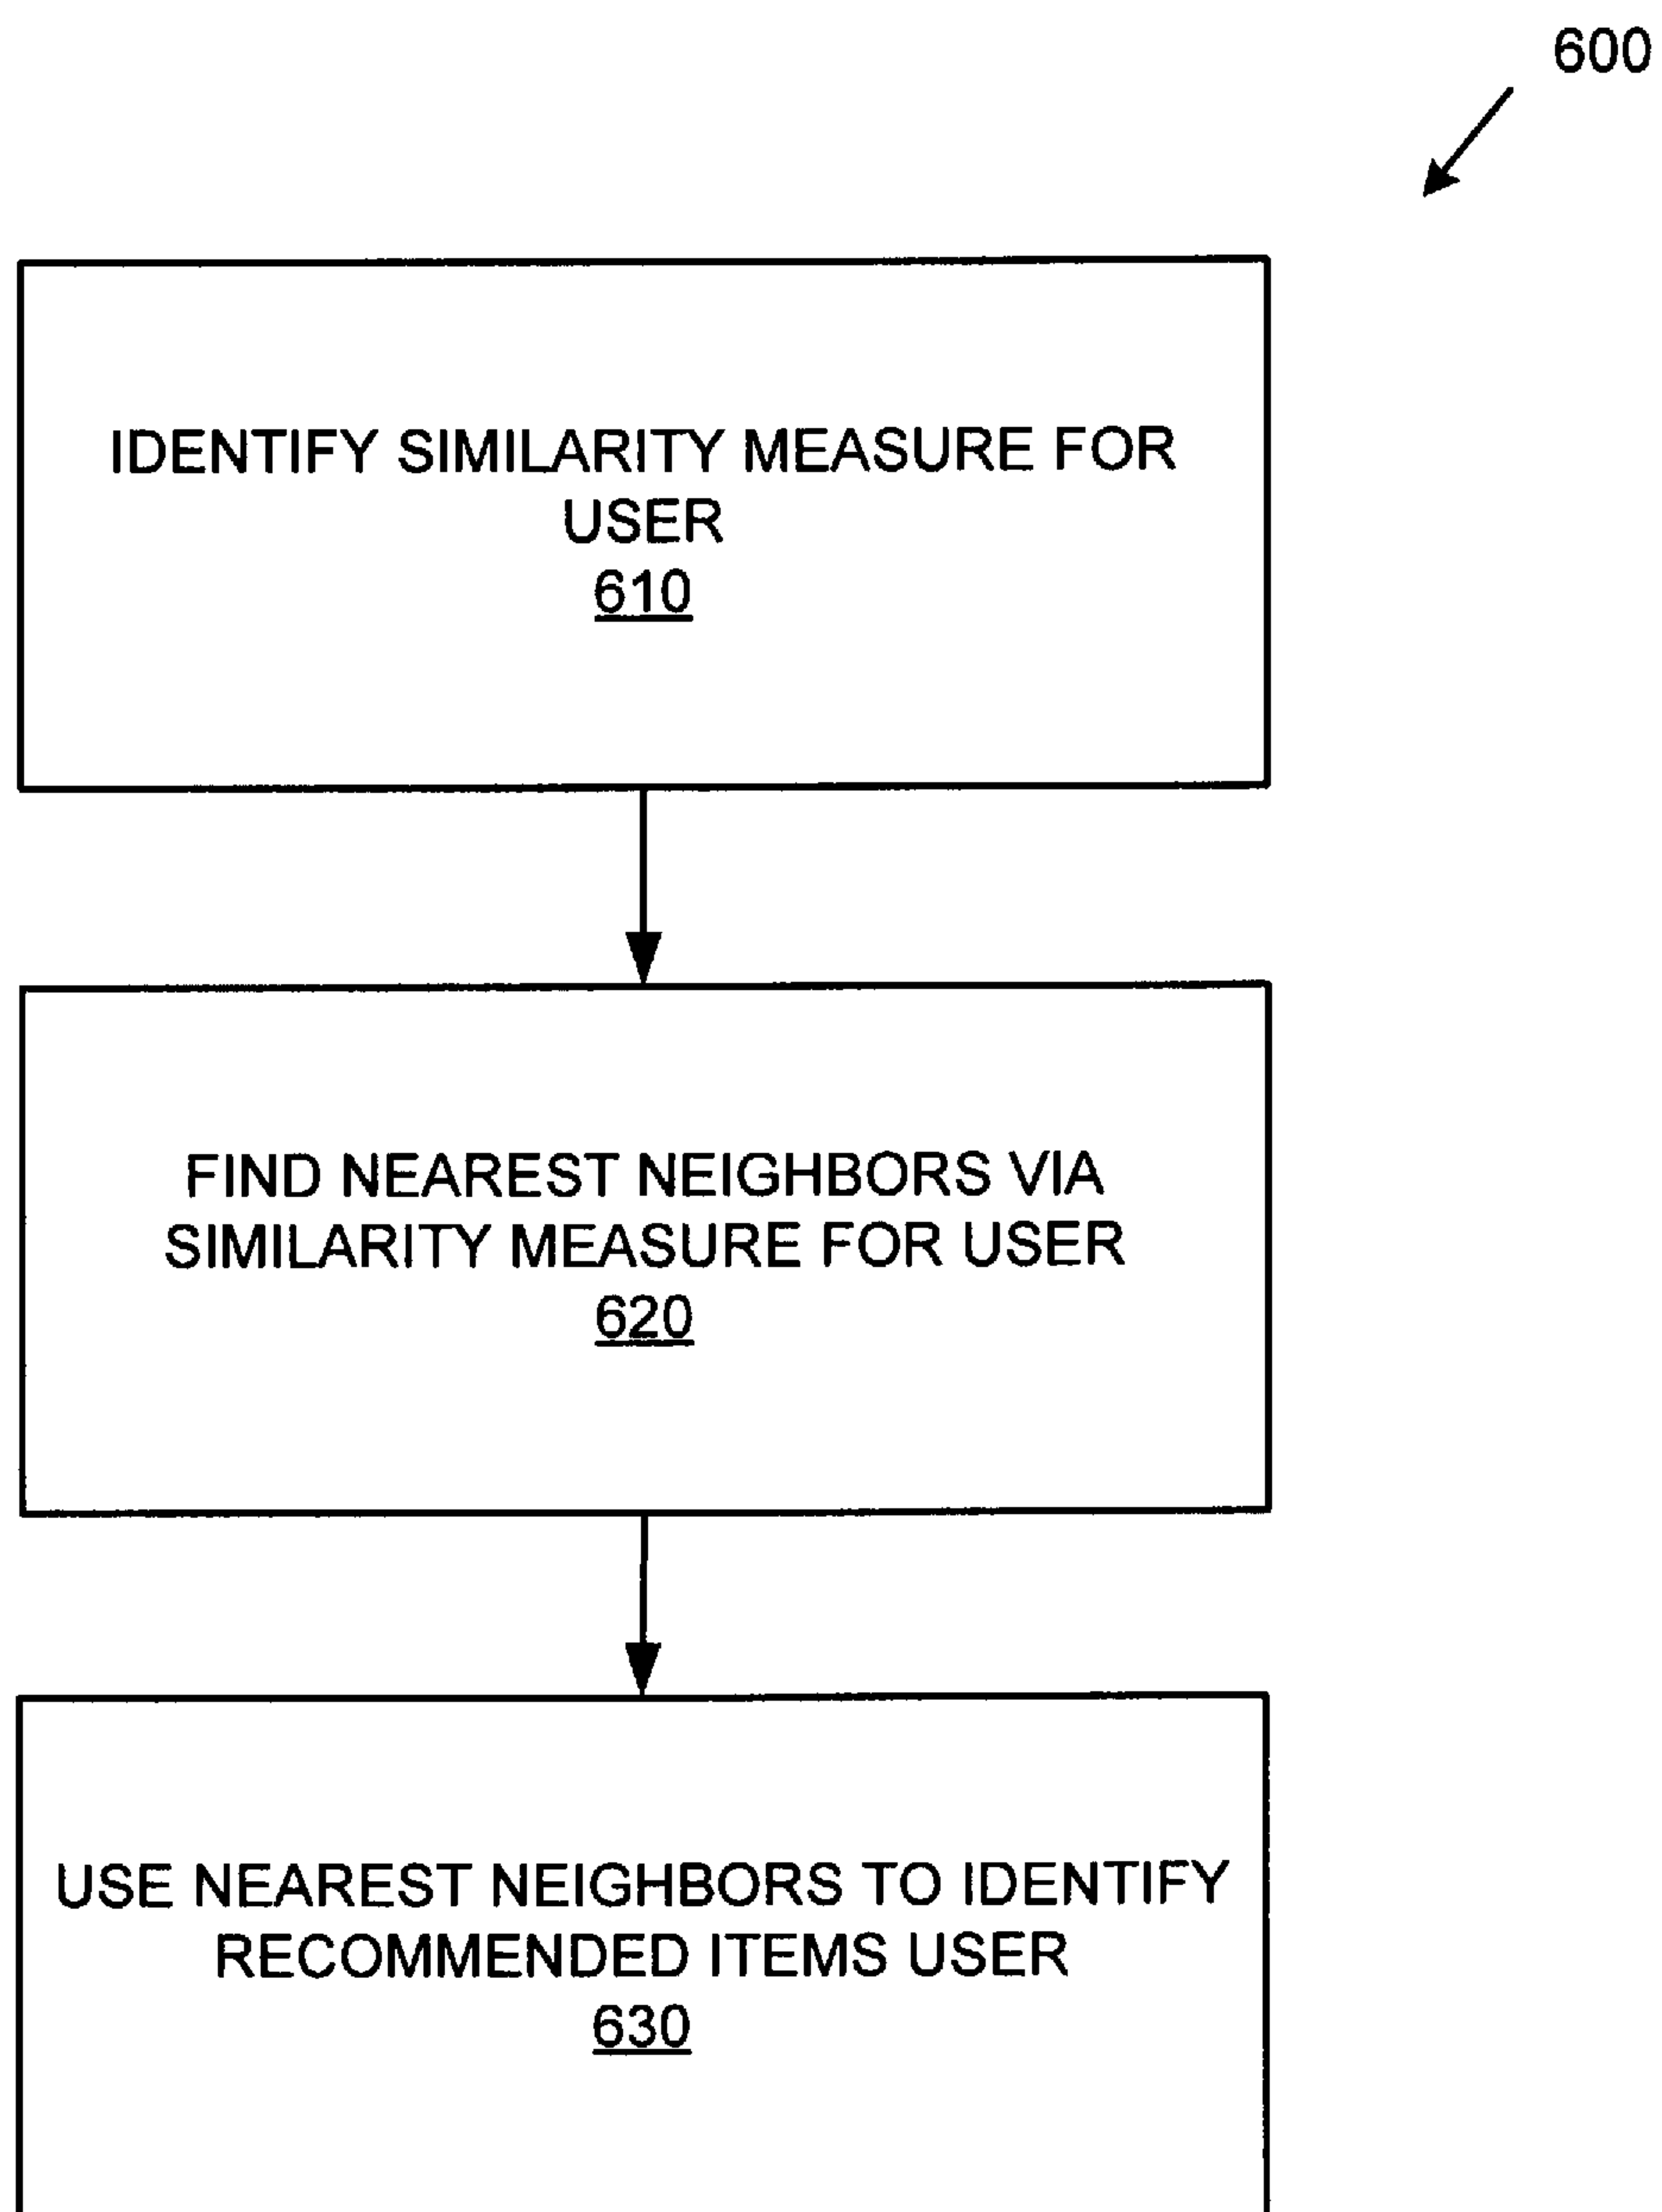 600
IDENTIFY SIMILARITY MEASURE FOR
USER
610
FIND NEAREST NEIGHBORS VIA
SIMILARITY MEASURE FOR USER
620
USE NEAREST NEIGHBORS TO IDENTIFY
RECOMMENDED ITEMS USER
630